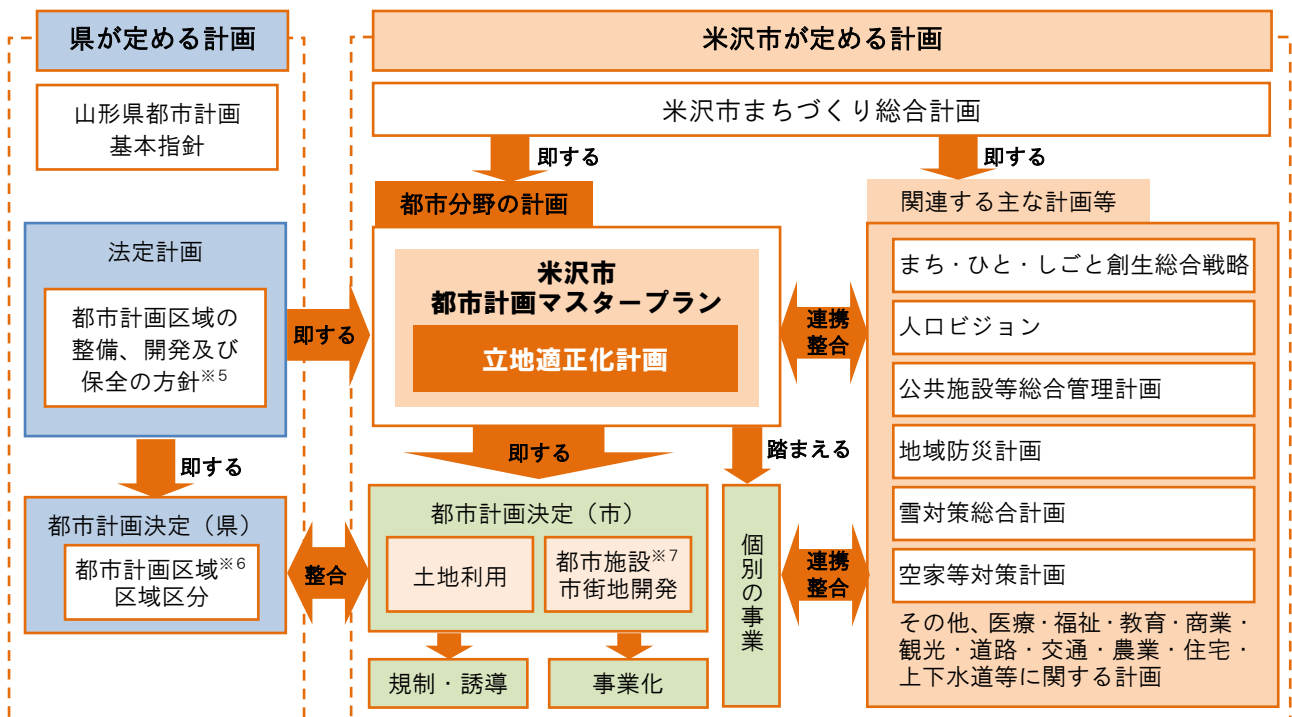 県が定める計画
山形県都市計画
基本指針
法定計画
都市計画区域の
整備、開発及び
保全の方針※5
即する
都市計画決定（県）
都市計画区域※6
区域区分
即する
整合
米沢市が定める計画
米沢市まちづくり総合計画
即する
即する
都市分野の計画
米沢市
都市計画マスタープラン
立地適正化計画
即する
踏まえる
都市計画決定（市）
土地利用
都市施設※7
市街地開発
規制・誘導
事業化
個別の事業
連携
整合
連携
整合
関連する主な計画等
まち・ひと・しごと創生総合戦略
人口ビジョン
公共施設等総合管理計画
地域防災計画
雪対策総合計画
空家等対策計画
その他、医療・福祉・教育・商業・
観光・道路・交通・農業・住宅・
上下水道等に関する計画